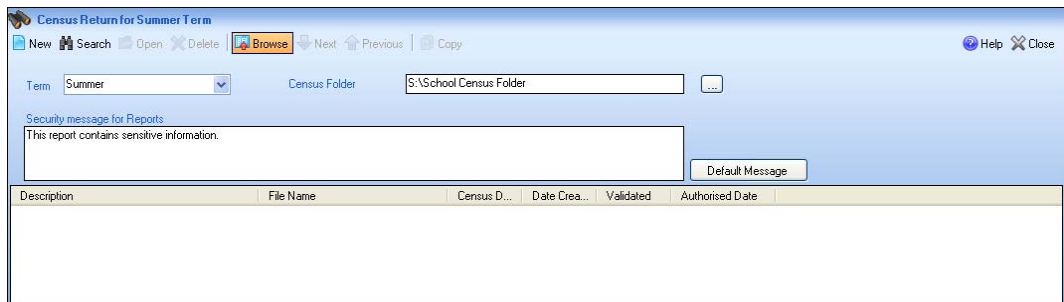 Census Return for Summer Term
New Search Open Delete Browse Next Previous Copy Help Close
Term Summer Census Folder S:\School Census Folder ...
Security message for Reports
This report contains sensitive information.
Default Message
Description File Name Census D... Date Crea... Validated Authorised Date